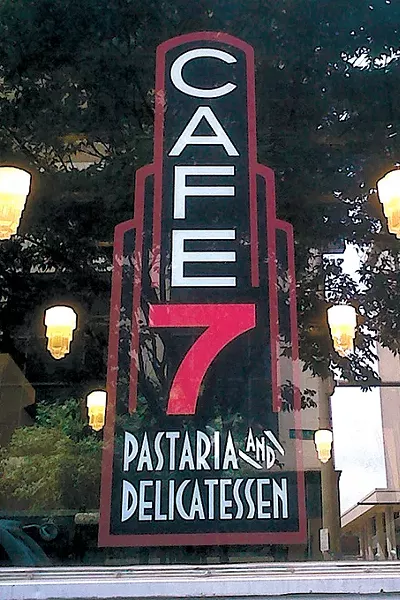 CAFE
7
PASTARIA AND
DELICATESSEN